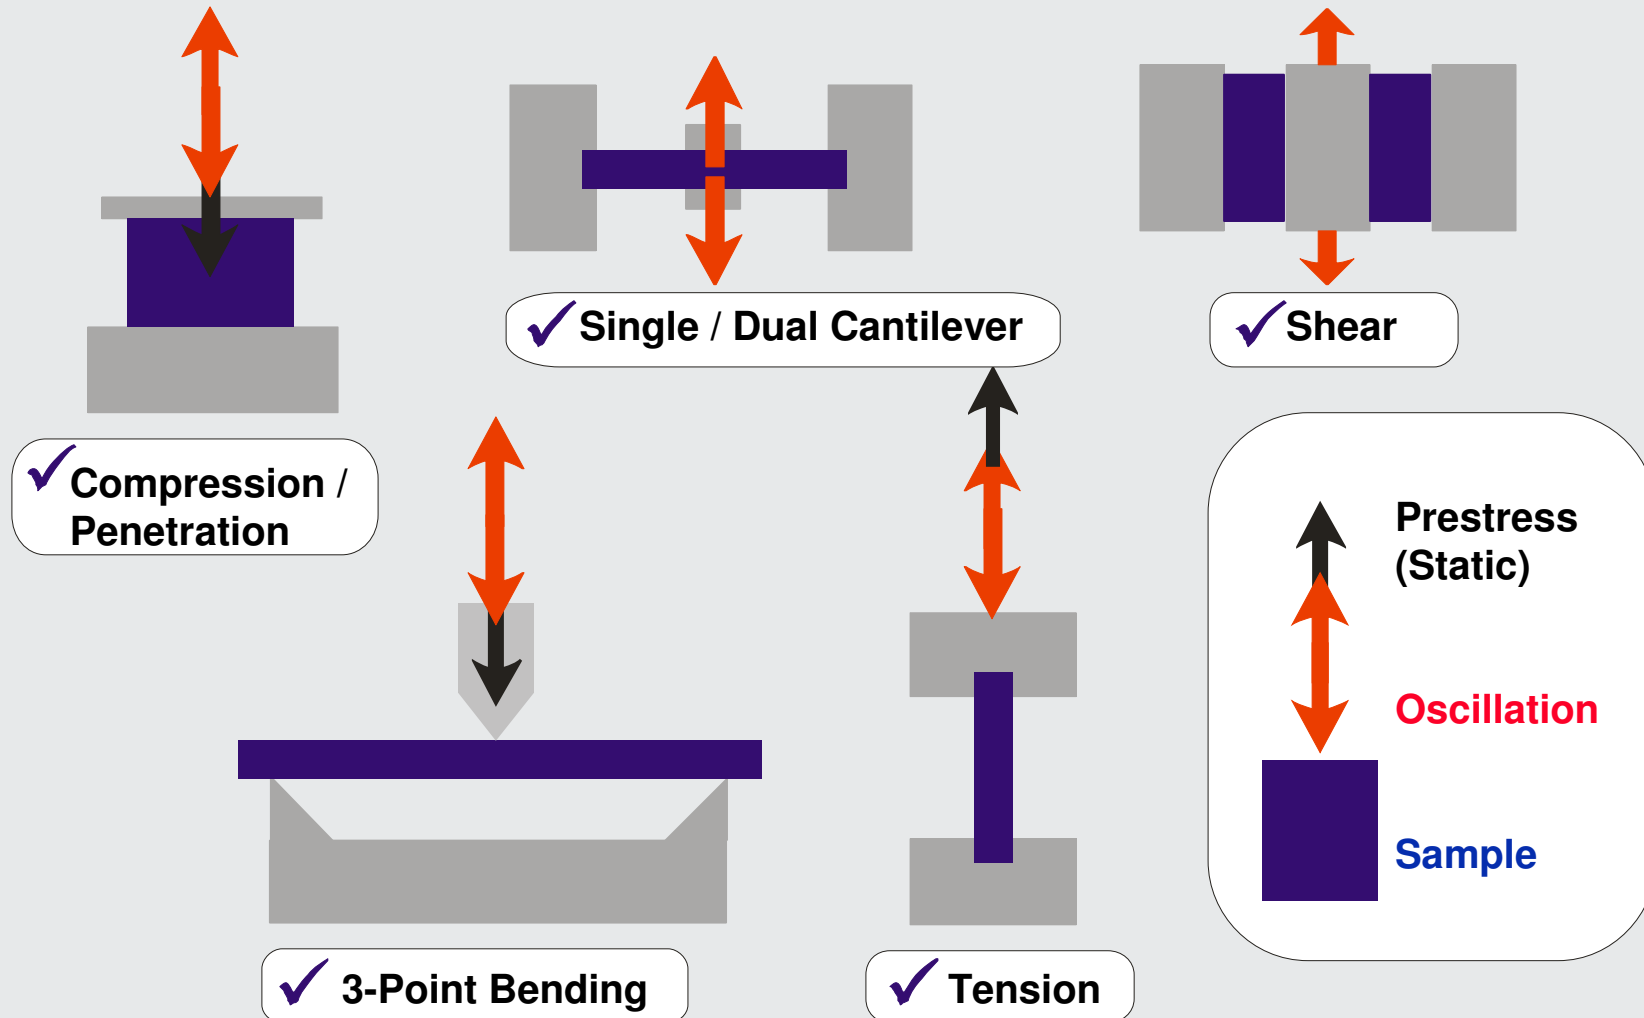 Single / Dual Cantilever
Shear
Compression /
Penetration
Prestress
(Static)
Oscillation
Sample
3-Point Bending
Tension